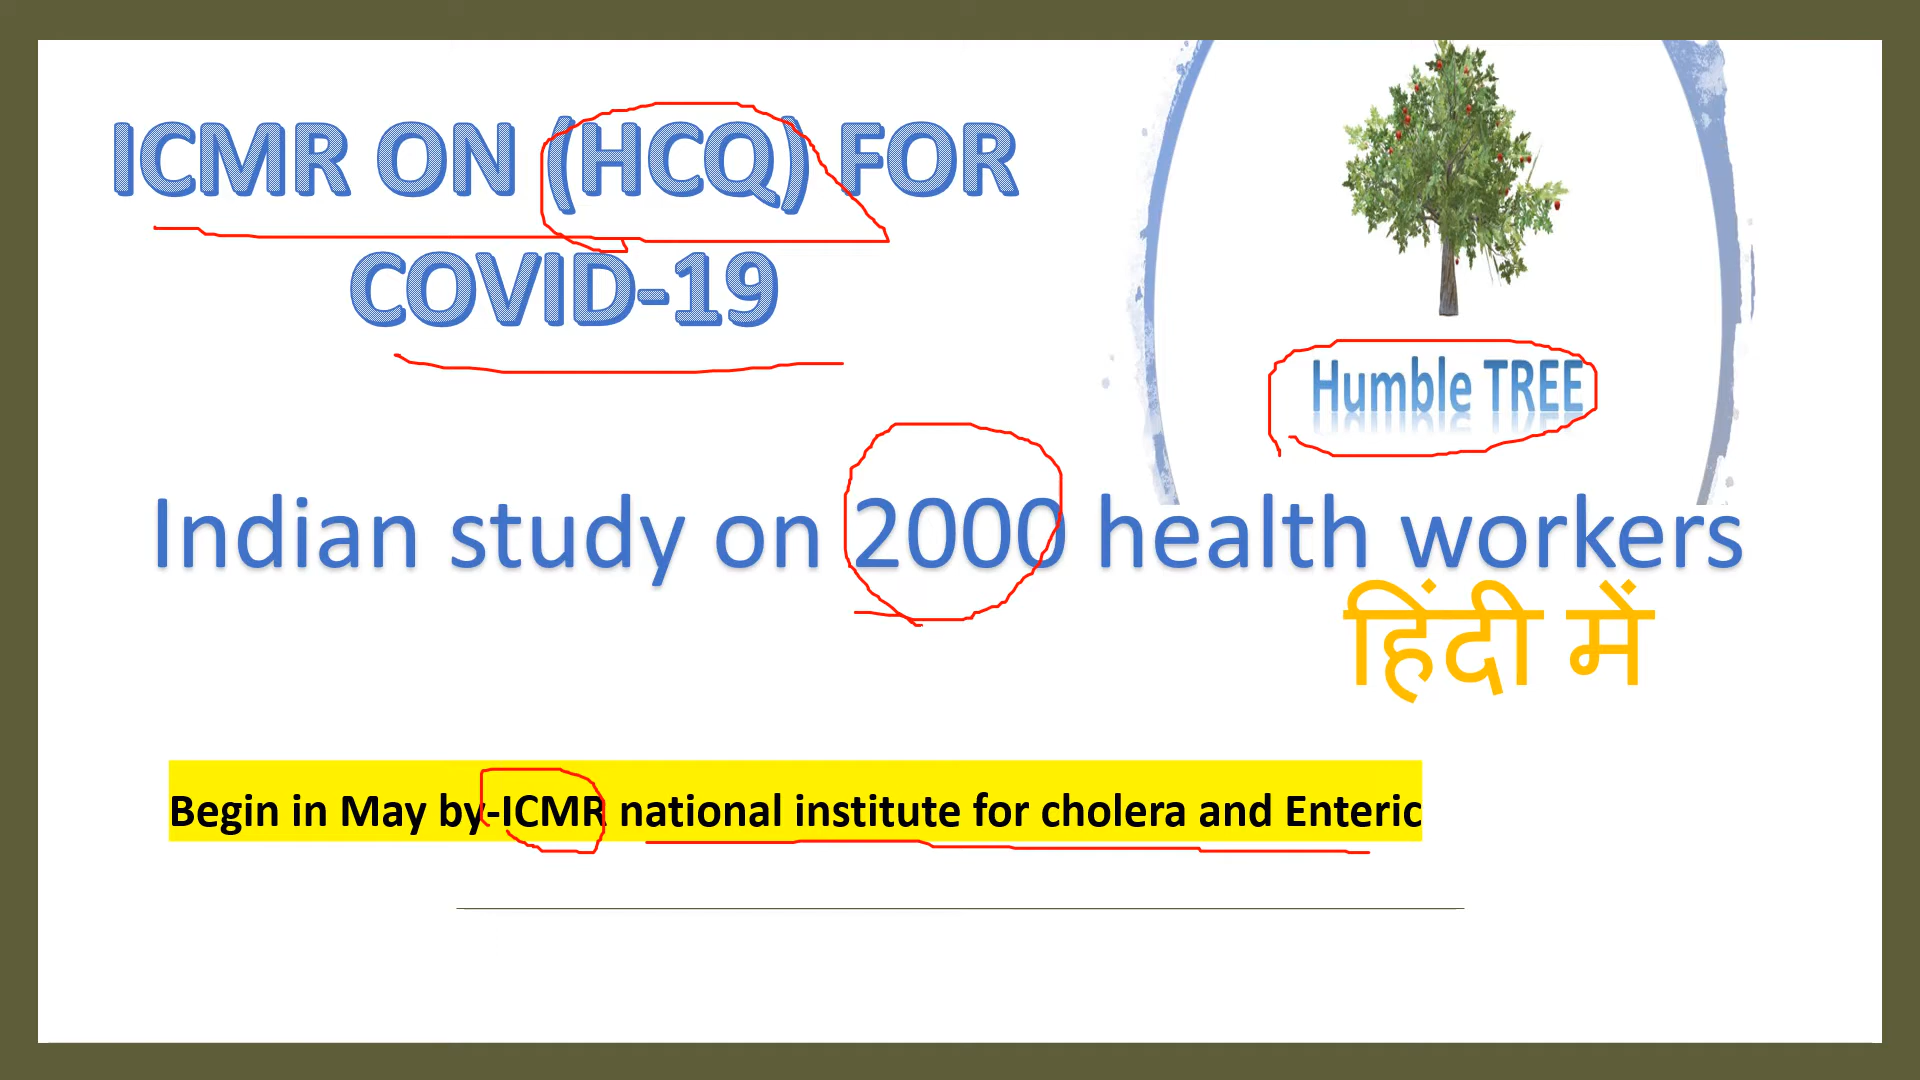 ICMR ON (HCQ) FOR
COVID-19
Humble TREE
Indian study on 2000 health workers
हिंदी में
Begin in May by-ICMR national institute for cholera and Enteric